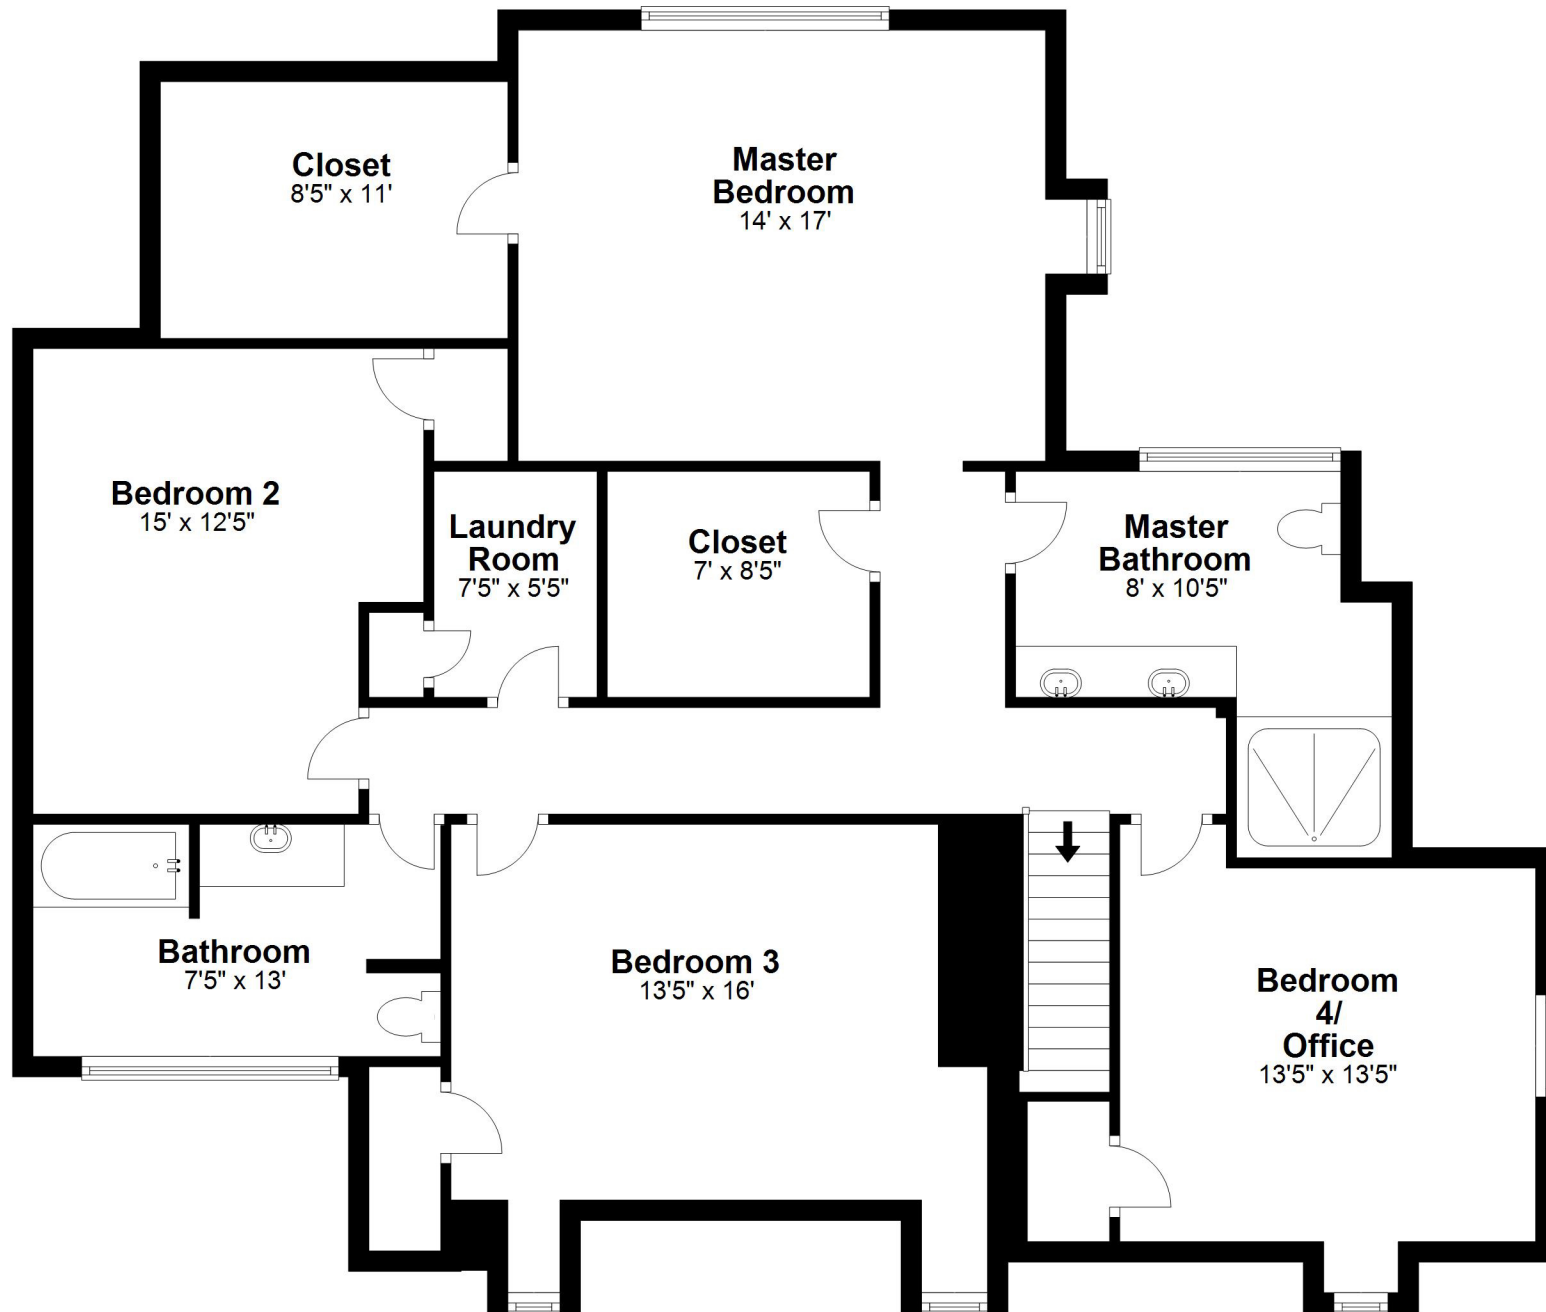 Closet
8'5" x 11'
Master
Bedroom
14' x 17'
Bedroom 2
15' x 12'5"
Laundry
Room
7'5" x 5'5"
Closet
7' x 8'5"
Master
Bathroom
8' x 10'5"
Bathroom
7'5" x 13'
Bedroom 3
13'5" x 16'
Bedroom
4/
Office
13'5" x 13'5"